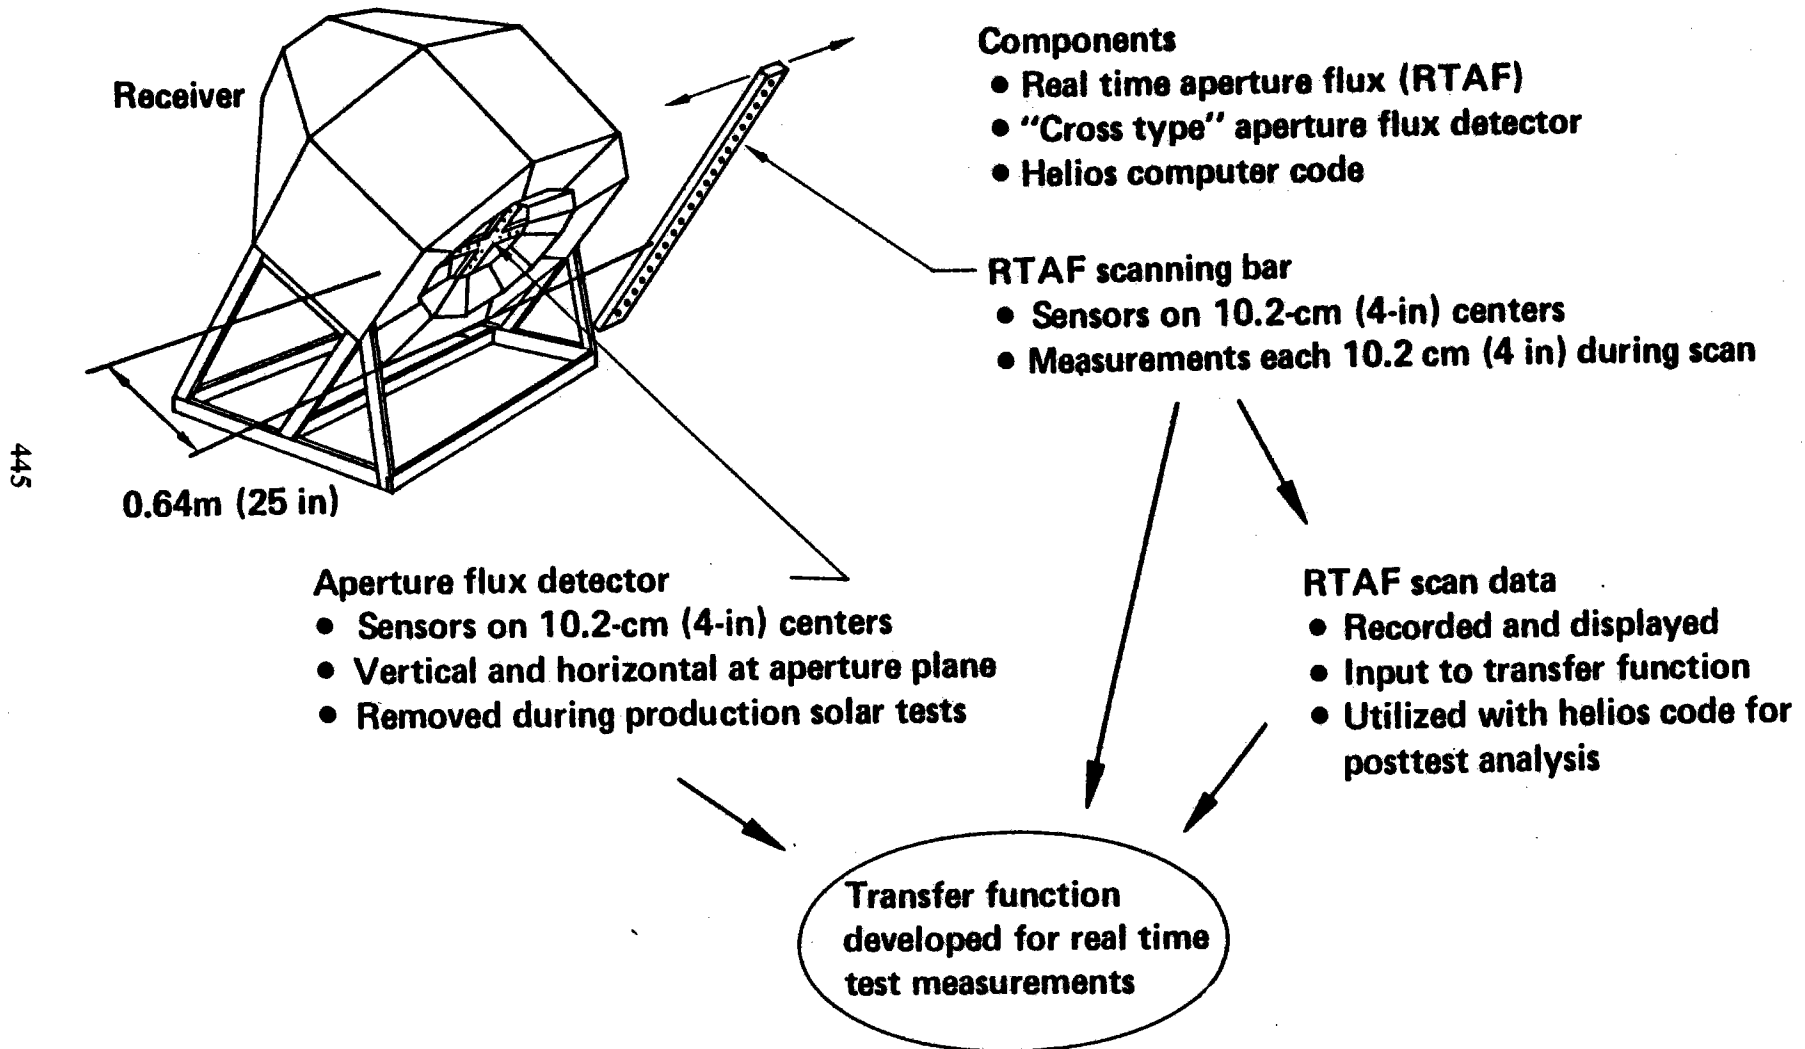 Receiver
0.64m (25 in)
Components
● Real time aperture flux (RTAF)
● "Cross type" aperture flux detector
● Helios computer code
RTAF scanning bar
● Sensors on 10.2-cm (4-in) centers
● Measurements each 10.2 cm (4 in) during scan
Aperture flux detector
● Sensors on 10.2-cm (4-in) centers
● Vertical and horizontal at aperture plane
● Removed during production solar tests
RTAF scan data
● Recorded and displayed
● Input to transfer function
● Utilized with helios code for
posttest analysis
Transfer function
developed for real time
test measurements
445